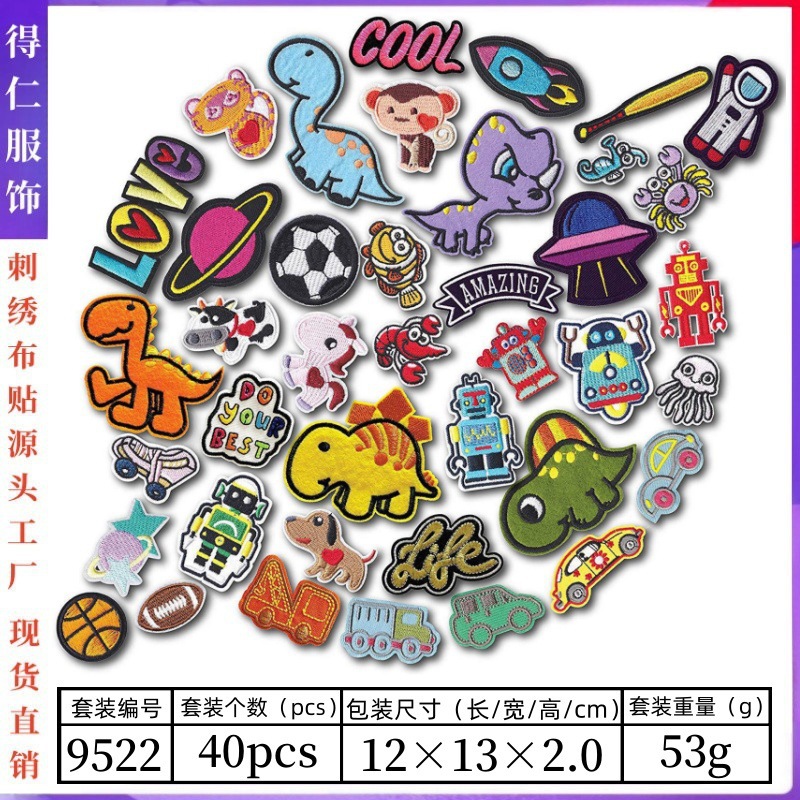 得仁服饰
刺绣布贴源头工厂 现货直销
COOL
LOVE
AMAZING
DO
YOUR
BEST
Life
套装编号 套装个数（pcs） 包装尺寸（长/宽/高/cm） 套装重量（g）
9522 40pcs 12×13×2.0 53g